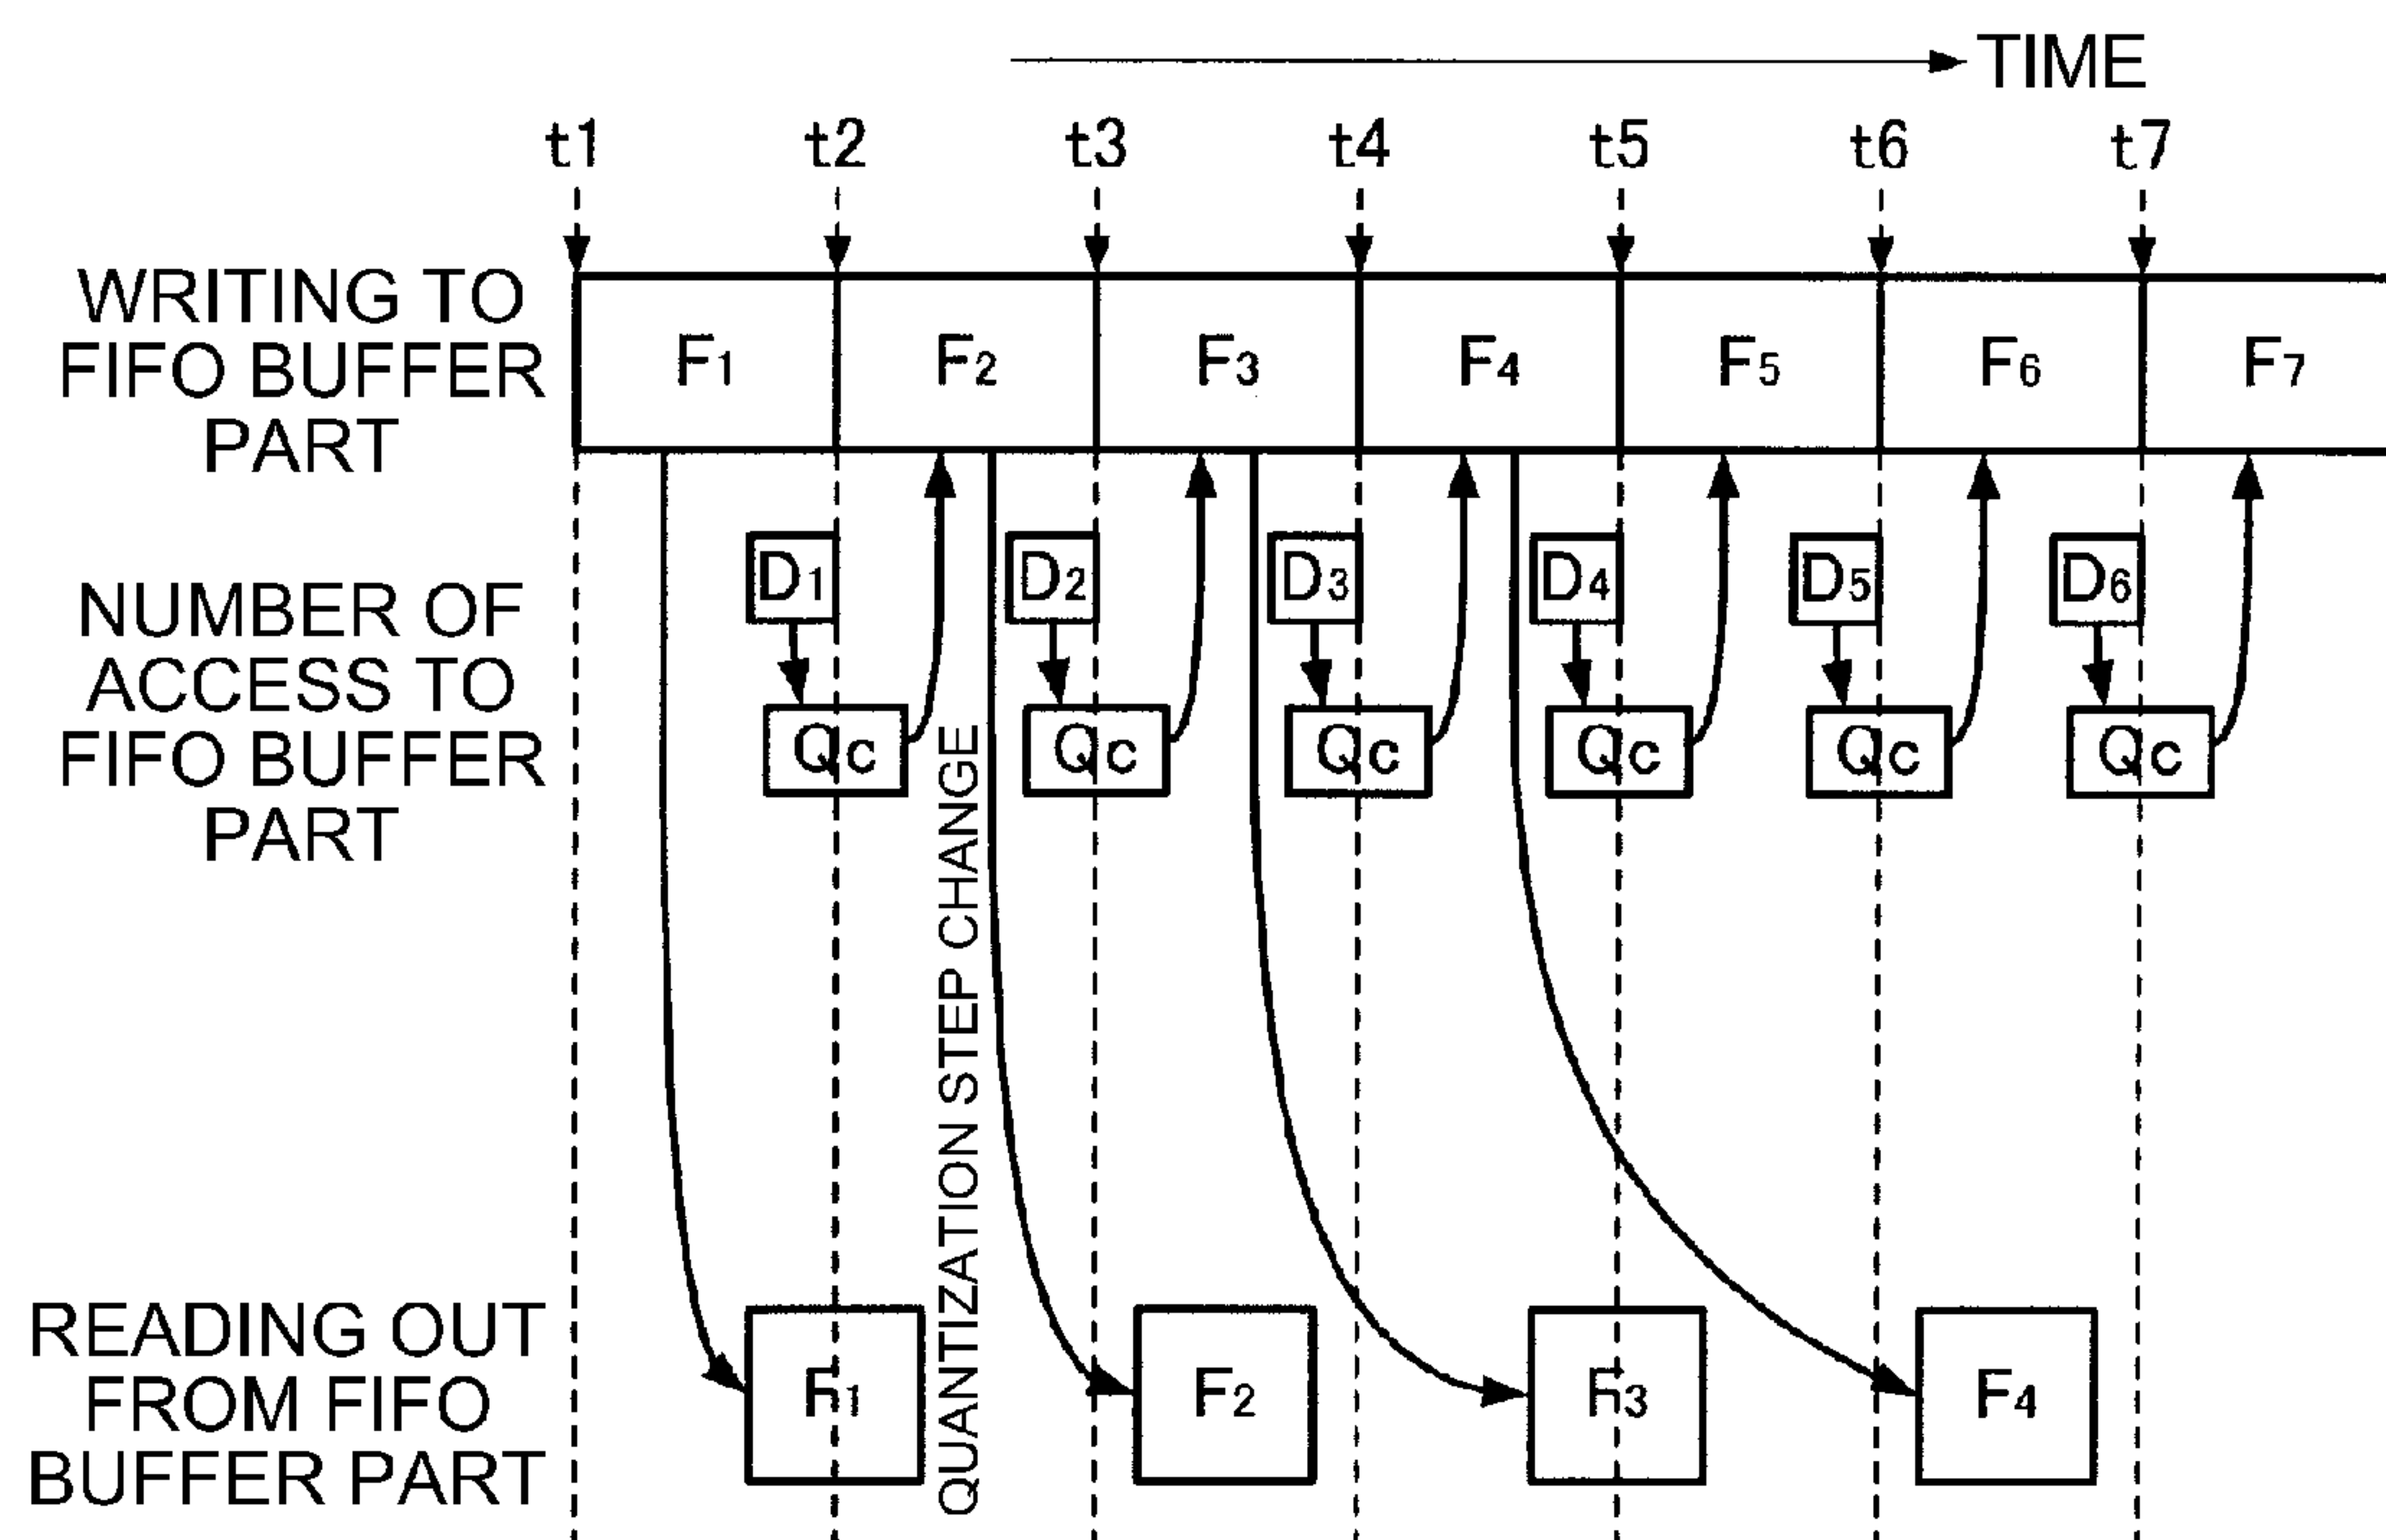 TIME
t1 t2 t3 t4 t5 t6 t7
WRITING TO
FIFO BUFFER
PART
F1 F2 F3 F4 F5 F6 F7
NUMBER OF
ACCESS TO
FIFO BUFFER
PART
D1 D2 D3 D4 D5 D6
QC QC QC QC QC QC
QUANTIZATION STEP CHANGE
READING OUT
FROM FIFO
BUFFER PART
F1 F2 F3 F4